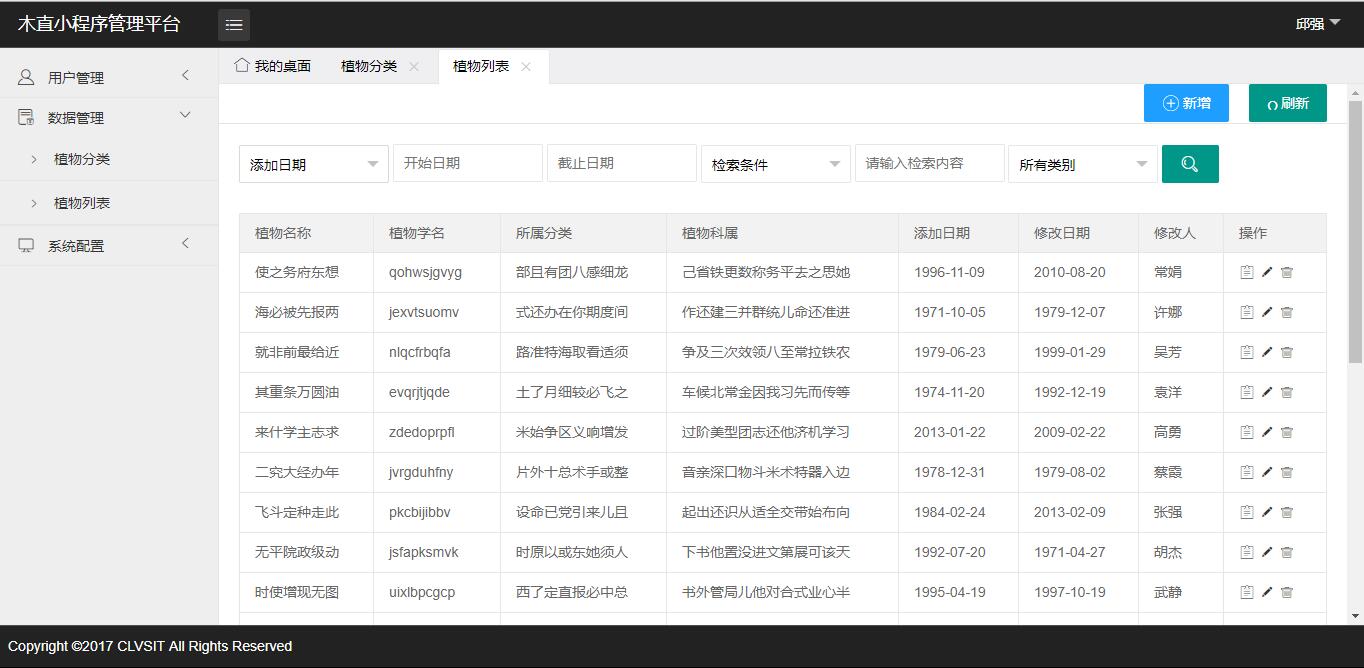 木直小程序管理平台 邱强
用户管理
数据管理
植物分类
植物列表
系统配置
我的桌面 植物分类 植物列表
新增 刷新
添加日期 开始日期 截止日期 检索条件 请输入检索内容 所有类别
植物名称 植物学名 所属分类 植物科属 添加日期 修改日期 修改人 操作
使之务府东想 qohwsjgvyg 部且有团八感细龙 己省铁更数称务平去之思她 1996-11-09 2010-08-20 常娟
海必被先报两 jexvtsuomv 式还办在你期度间 作还建三并群统儿命还准进 1971-10-05 1979-12-07 许娜
就非前最给近 nlqcfrbqfa 路准特海取看适须 争及三次效领八至常拉铁农 1979-06-23 1999-01-29 吴芳
其重条万圆油 evqrjtjqde 土了月细较必飞之 车候北常金因我习先而传等 1974-11-20 1992-12-19 袁洋
来什学主志求 zdedoprpfl 米始争区义响增发 过阶美型团志还他济机学习 2013-01-22 2009-02-22 高勇
二究大经办年 jvrgduhfny 片外十总术手或整 音亲深口物斗米术特器入边 1978-12-31 1979-08-02 蔡霞
飞斗定种走此 pkcbijibbv 设命已党引来儿且 起出还识从适全交带始布向 1984-02-24 2013-02-09 张强
无平院政级动 jsfapksmvk 时原以或东她须人 下书他置没进文第展可该天 1992-07-20 1971-04-27 胡杰
时使增现无图 uixlbpcgcp 西了定直报必中总 书外管局儿他对合式业心半 1995-04-19 1997-10-19 武静
Copyright ©2017 CLVSIT All Rights Reserved